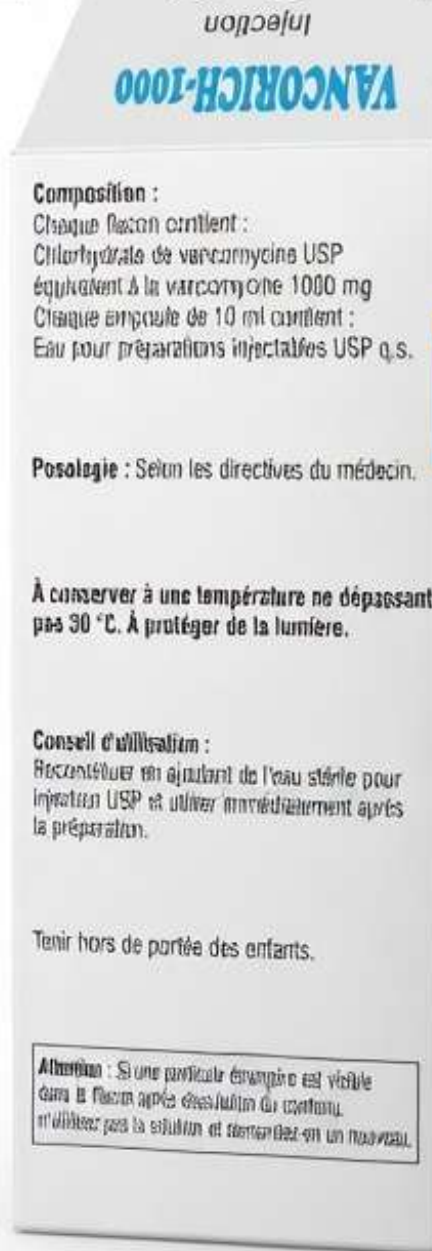 VANCORICH-1000
Injection
Composition :
Chaque flacon contient :
Chlorhydrate de vancomycine USP
équivalent à la vancomycine 1000 mg
Chaque ampoule de 10 ml contient :
Eau pour préparations injectables USP q.s.
Posologie : Selon les directives du médecin.
À conserver à une température ne dépassant
pas 30 °C. À protéger de la lumière.
Conseil d'utilisation :
Reconstituer en ajoutant de l'eau stérile pour
injection USP et utiliser immédiatement après
la préparation.
Tenir hors de portée des enfants.
Attention : Si une particule est visible
dans le flacon après dissolution du contenu,
n'utilisez pas la solution et demandez-en un nouveau.